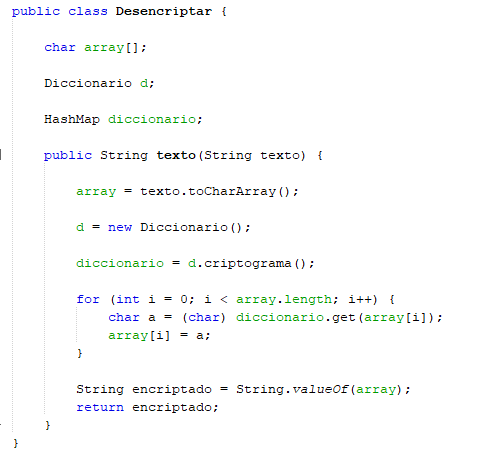 public class Desencriptar {
char array[];
Diccionario d;
HashMap diccionario;
public String texto(String texto) {
array = texto.toCharArray();
d = new Diccionario();
diccionario = d.criptograma();
for (int i = 0; i < array.length; i++) {
char a = (char) diccionario.get(array[i]);
array[i] = a;
}
String encriptado = String.valueOf(array);
return encriptado;
}
}